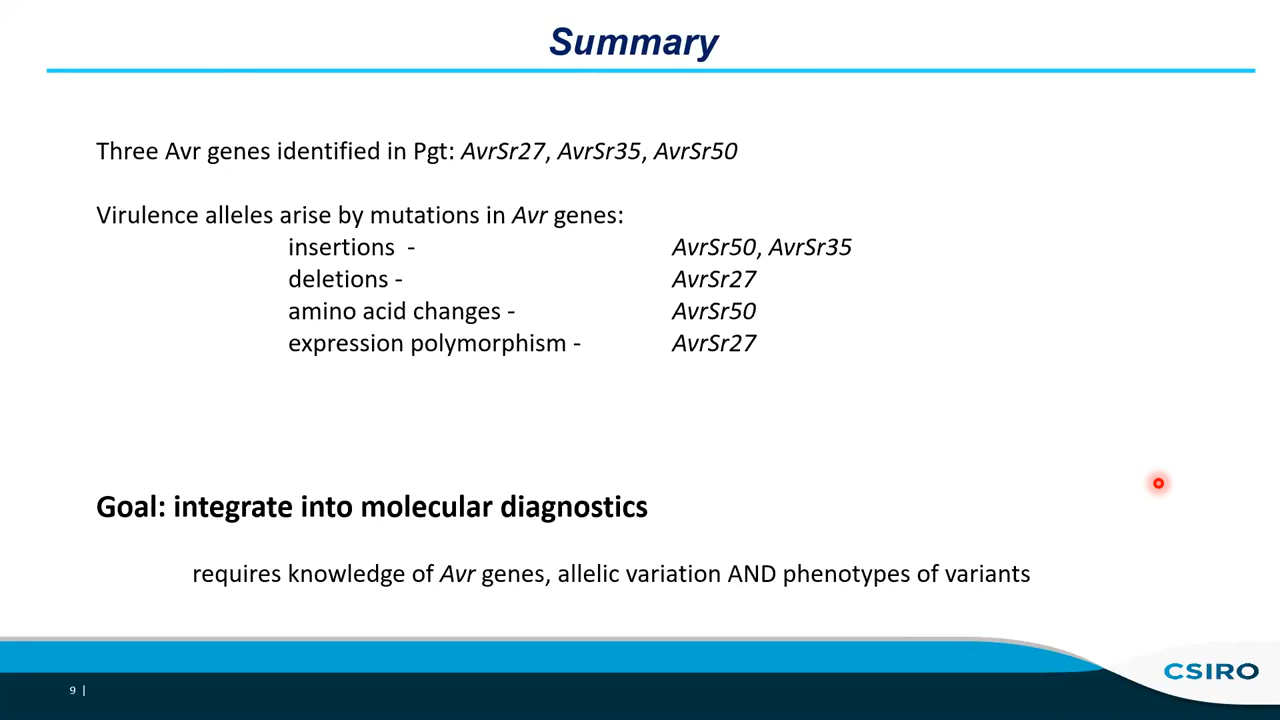 Summary
Three Avr genes identified in Pgt: AvrSr27, AvrSr35, AvrSr50
Virulence alleles arise by mutations in Avr genes:
insertions - AvrSr50, AvrSr35
deletions - AvrSr27
amino acid changes - AvrSr50
expression polymorphism - AvrSr27
Goal: integrate into molecular diagnostics
requires knowledge of Avr genes, allelic variation AND phenotypes of variants
CSIRO
9 |